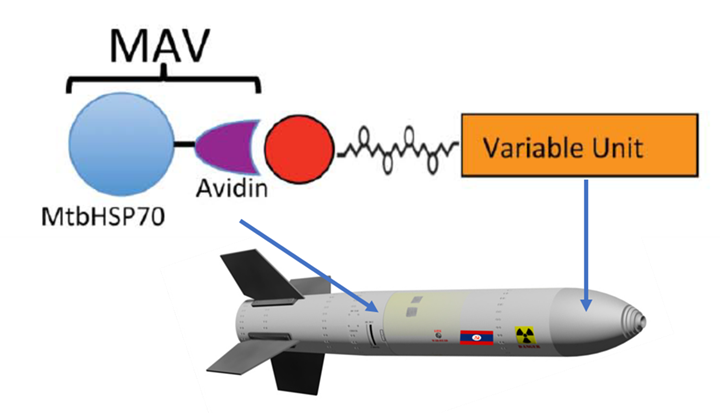 MAV
MtbHSP70
Avidin
Variable Unit